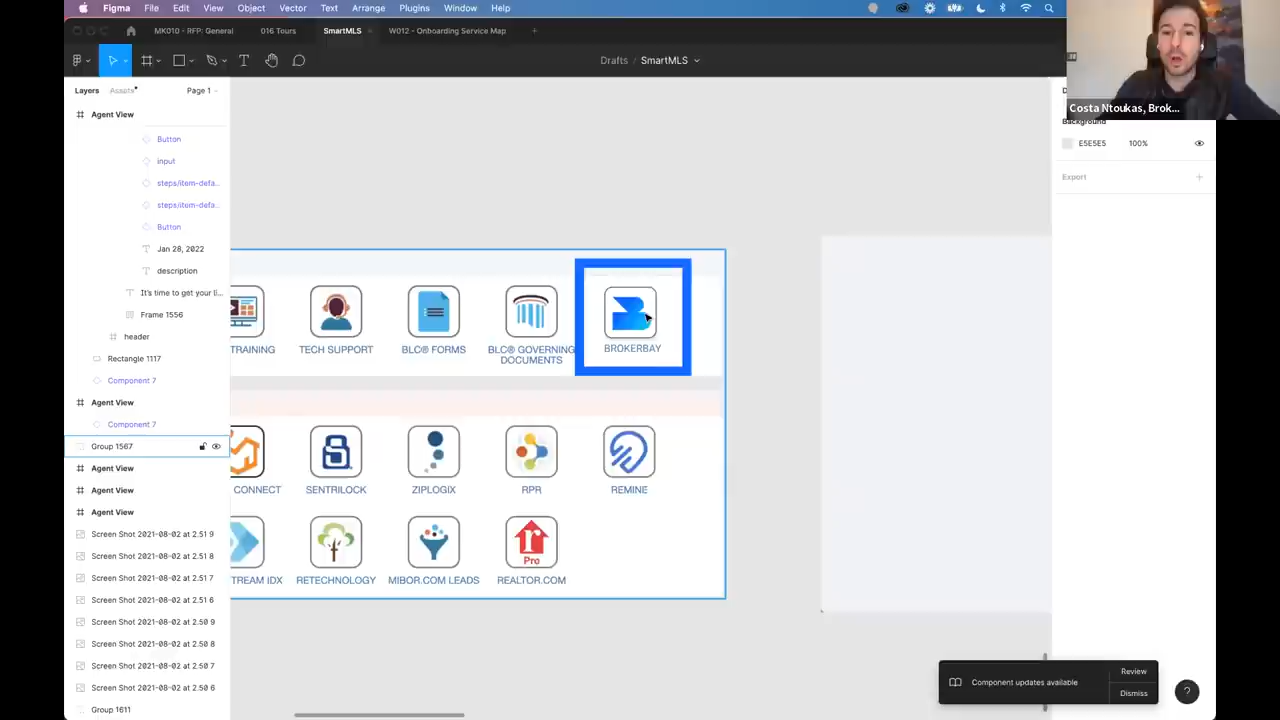 Figma File Edit View Object Vector Text Arrange Plugins Window Help
MK010 - RFP: General 016 Tours SmartMLS × W012 - Onboarding Service Map +
Drafts / SmartMLS
Layers Assets Page 1
Agent View
Button
input
steps/item-defa...
steps/item-defa...
Button
Jan 28, 2022
description
It's time to get your li...
Frame 1556
header
Rectangle 1117
Component 7
Agent View
Component 7
Group 1567
Agent View
Agent View
Agent View
Screen Shot 2021-08-02 at 2.51 9
Screen Shot 2021-08-02 at 2.51 8
Screen Shot 2021-08-02 at 2.51 7
Screen Shot 2021-08-02 at 2.51 6
Screen Shot 2021-08-02 at 2.50 9
Screen Shot 2021-08-02 at 2.50 8
Screen Shot 2021-08-02 at 2.50 7
Screen Shot 2021-08-02 at 2.50 6
Group 1611
TRAINING TECH SUPPORT BLC® FORMS BLC® GOVERNING DOCUMENTS BROKERBAY
CONNECT SENTRILOCK ZIPLOGIX RPR REMINE
Pro
TREAM IDX RETECHNOLOGY MIBOR.COM LEADS REALTOR.COM
Costa Ntoukas, Brok...
Background
E5E5E5 100%
Export +
Component updates available
Review
Dismiss
?